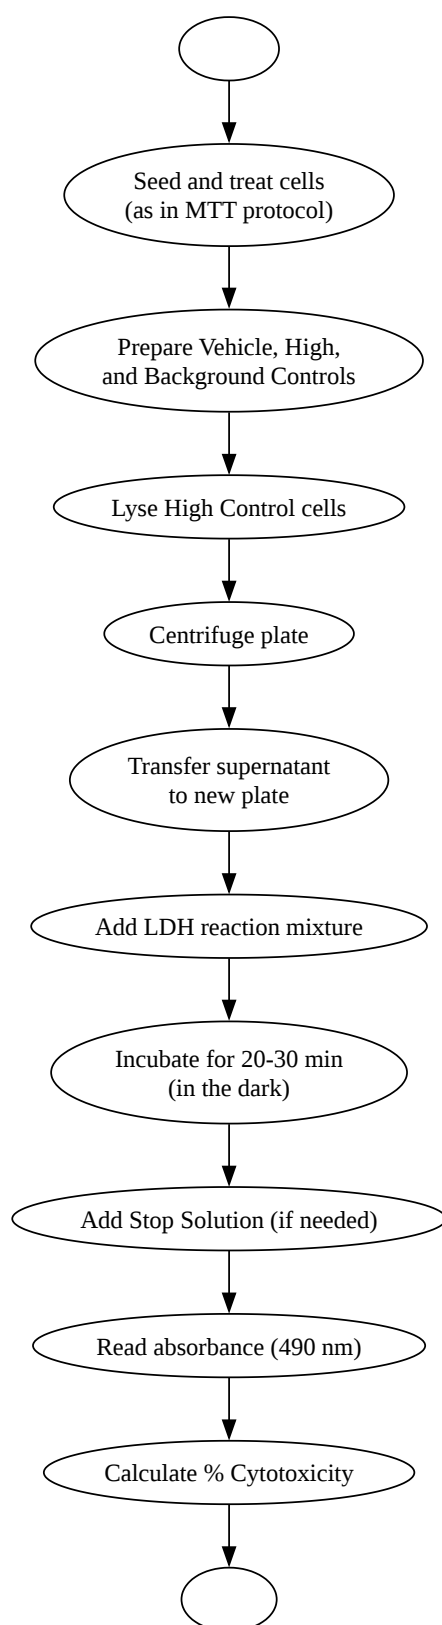 Seed and treat cells
(as in MTT protocol)
Prepare Vehicle, High,
and Background Controls
Lyse High Control cells
Centrifuge plate
Transfer supernatant
to new plate
Add LDH reaction mixture
Incubate for 20-30 min
(in the dark)
Add Stop Solution (if needed)
Read absorbance (490 nm)
Calculate % Cytotoxicity